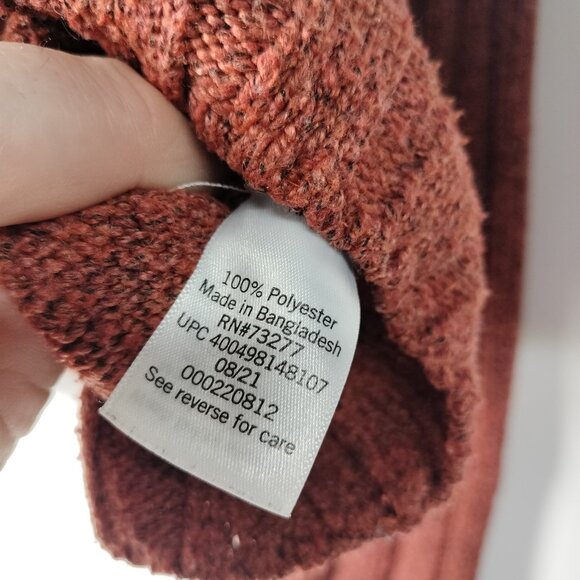 100% Polyester
Made in Bangladesh
RN#73277
UPC 400498148107
08/21
000220812
See reverse for care